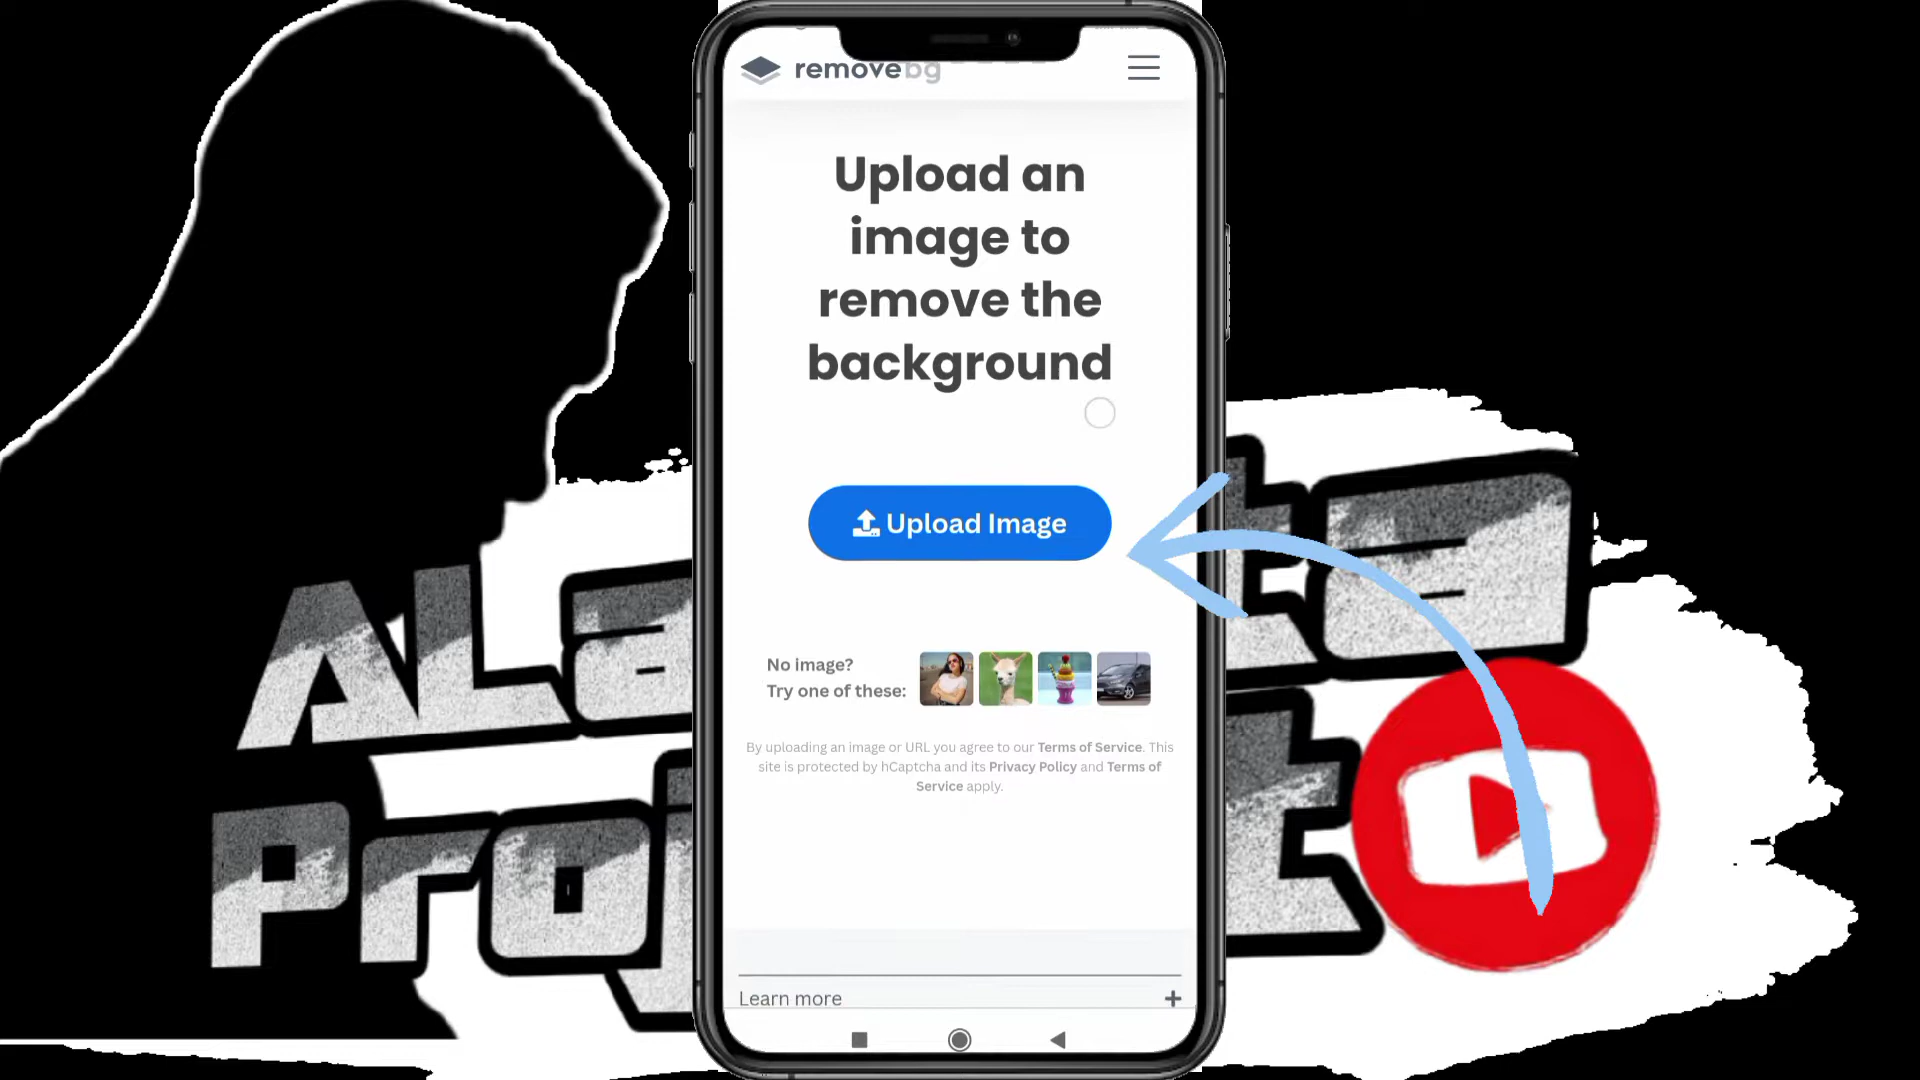 removebg
Upload an
image to
remove the
background
Upload Image
No image?
Try one of these:
By uploading an image or URL you agree to our Terms of Service. This
site is protected by hCaptcha and its Privacy Policy and Terms of
Service apply.
Learn more